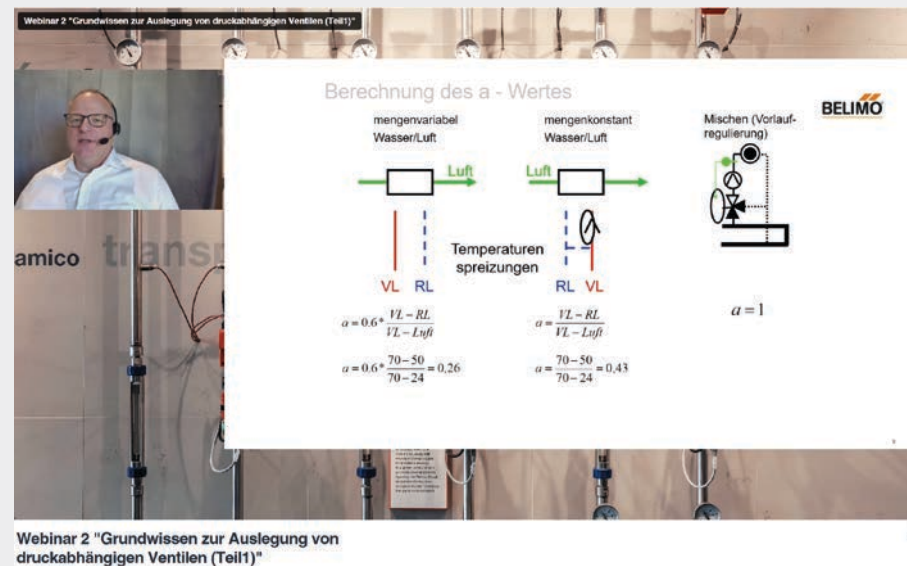 Webinar 2 "Grundwissen zur Auslegung von druckabhängigen Ventilen (Teil1)"
Berechnung des a - Wertes
BELIMO
mengenvariabel
Wasser/Luft
mengenkonstant
Wasser/Luft
Mischen (Vorlauf-
regulierung)
Luft
Luft
amico
trans
Temperaturen
spreizungen
VL RL
RL VL
a = 0.6* (VL – RL) / (VL – Luft)
a = (VL – RL) / (VL – Luft)
a = 1
a = 0.6* (70 – 50) / (70 – 24) = 0,26
a = (70 – 50) / (70 – 24) = 0,43
Webinar 2 "Grundwissen zur Auslegung von
druckabhängigen Ventilen (Teil1)"